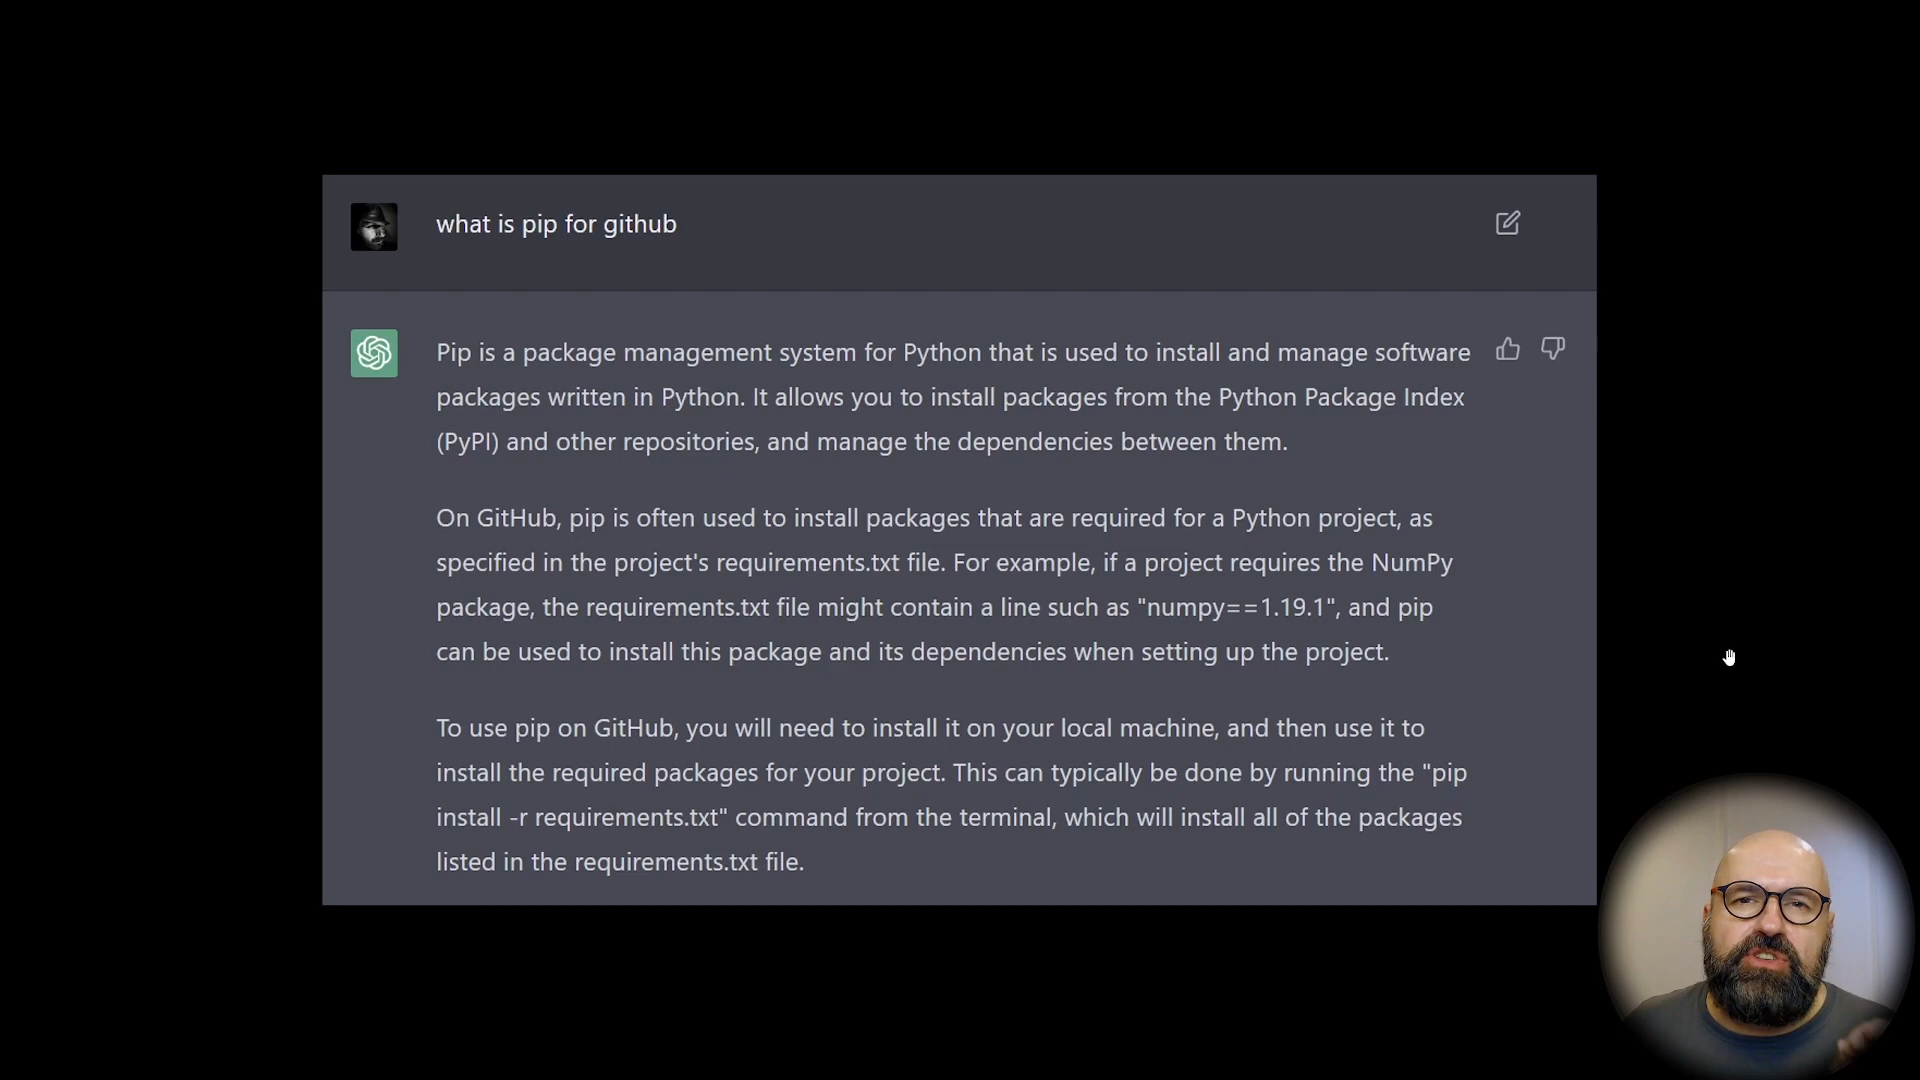 what is pip for github
Pip is a package management system for Python that is used to install and manage software
packages written in Python. It allows you to install packages from the Python Package Index
(PyPI) and other repositories, and manage the dependencies between them.
On GitHub, pip is often used to install packages that are required for a Python project, as
specified in the project's requirements.txt file. For example, if a project requires the NumPy
package, the requirements.txt file might contain a line such as "numpy==1.19.1", and pip
can be used to install this package and its dependencies when setting up the project.
To use pip on GitHub, you will need to install it on your local machine, and then use it to
install the required packages for your project. This can typically be done by running the "pip
install -r requirements.txt" command from the terminal, which will install all of the packages
listed in the requirements.txt file.